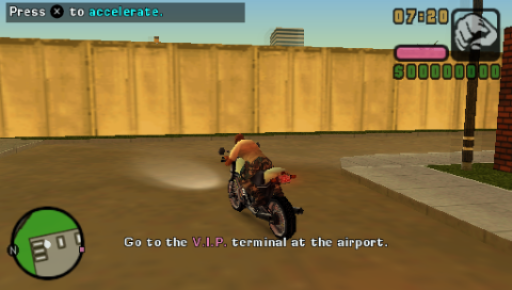 Press X to accelerate.
07:20
$00000000
N
Go to the V.I.P. terminal at the airport.